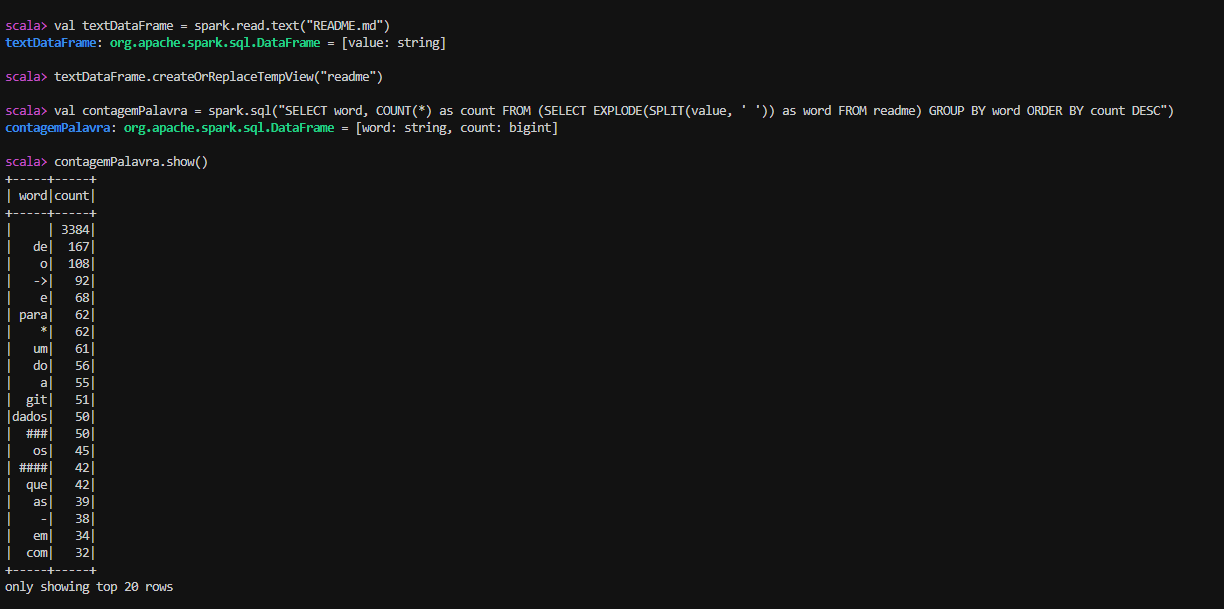 scala> val textDataFrame = spark.read.text("README.md")
textDataFrame: org.apache.spark.sql.DataFrame = [value: string]
scala> textDataFrame.createOrReplaceTempView("readme")
scala> val contagemPalavra = spark.sql("SELECT word, COUNT(*) as count FROM (SELECT EXPLODE(SPLIT(value, ' ')) as word FROM readme) GROUP BY word ORDER BY count DESC")
contagemPalavra: org.apache.spark.sql.DataFrame = [word: string, count: bigint]
scala> contagemPalavra.show()
+-----+-----+
| word|count|
+-----+-----+
|     | 3384|
|   de|  167|
|    o|  108|
|   ->|   92|
|    e|   68|
| para|   62|
|    *|   62|
|   um|   61|
|   do|   56|
|    a|   55|
|  git|   51|
|dados|   50|
|  ###|   50|
|   os|   45|
| ####|   42|
|  que|   42|
|   as|   39|
|    -|   38|
|   em|   34|
|  com|   32|
+-----+-----+
only showing top 20 rows